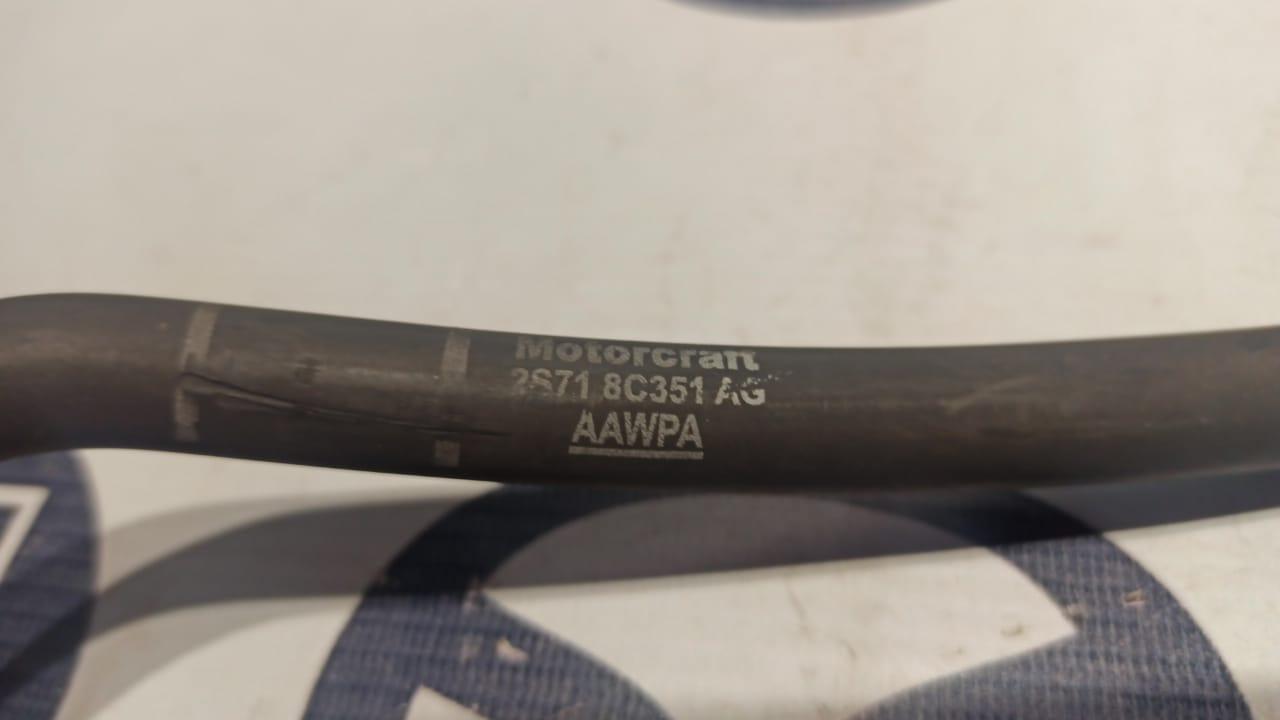 Motorcraft
2S71 8C351 AG
AAWPA